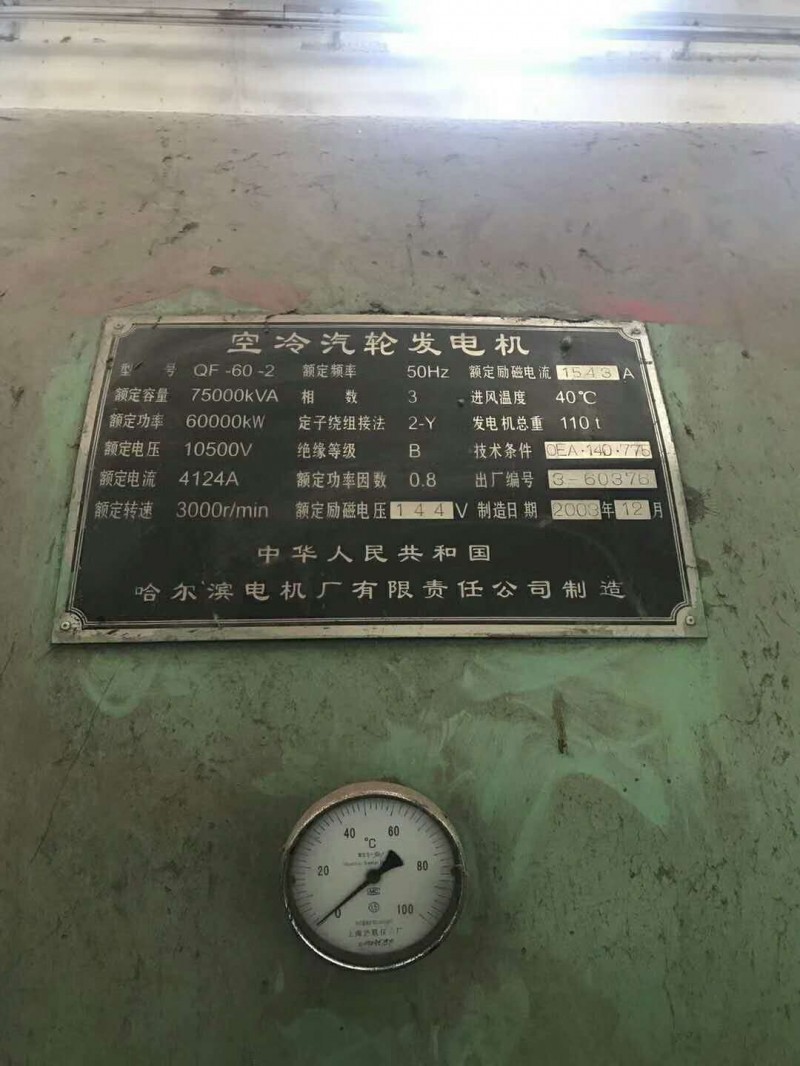 空冷汽轮发电机
型 号 QF-60-2 额定频率 50Hz 额定励磁电流 1543 A
额定容量 75000kVA 相 数 3 进风温度 40℃
额定功率 60000kW 定子绕组接法 2-Y 发电机总重 110 t
额定电压 10500V 绝缘等级 B 技术条件 OEA·140·775
额定电流 4124A 额定功率因数 0.8 出厂编号 3-60376
额定转速 3000r/min 额定励磁电压 144 V 制造日期 2003年12月
中华人民共和国
哈尔滨电机厂有限责任公司制造
40 60
℃
20 80
0 100